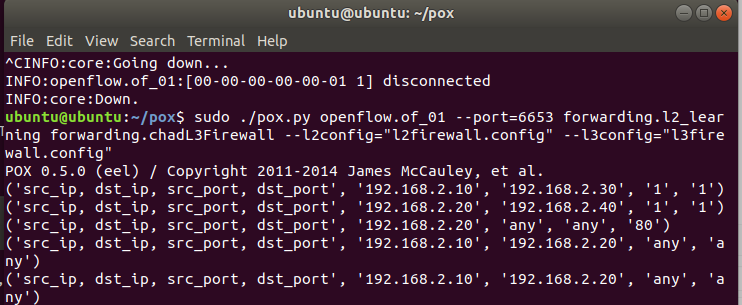 ubuntu@ubuntu: ~/pox
File Edit View Search Terminal Help
^CINFO:core:Going down...
INFO:openflow.of_01:[00-00-00-00-00-01 1] disconnected
INFO:core:Down.
ubuntu@ubuntu:~/pox$ sudo ./pox.py openflow.of_01 --port=6653 forwarding.l2_lear
ning forwarding.chadL3Firewall --l2config="l2firewall.config" --l3config="l3fire
wall.config"
POX 0.5.0 (eel) / Copyright 2011-2014 James McCauley, et al.
('src_ip, dst_ip, src_port, dst_port', '192.168.2.10', '192.168.2.30', '1', '1')
('src_ip, dst_ip, src_port, dst_port', '192.168.2.20', '192.168.2.40', '1', '1')
('src_ip, dst_ip, src_port, dst_port', '192.168.2.20', 'any', 'any', '80')
('src_ip, dst_ip, src_port, dst_port', '192.168.2.10', '192.168.2.20', 'any', 'a
ny')
('src_ip, dst_ip, src_port, dst_port', '192.168.2.10', '192.168.2.20', 'any', 'a
ny')